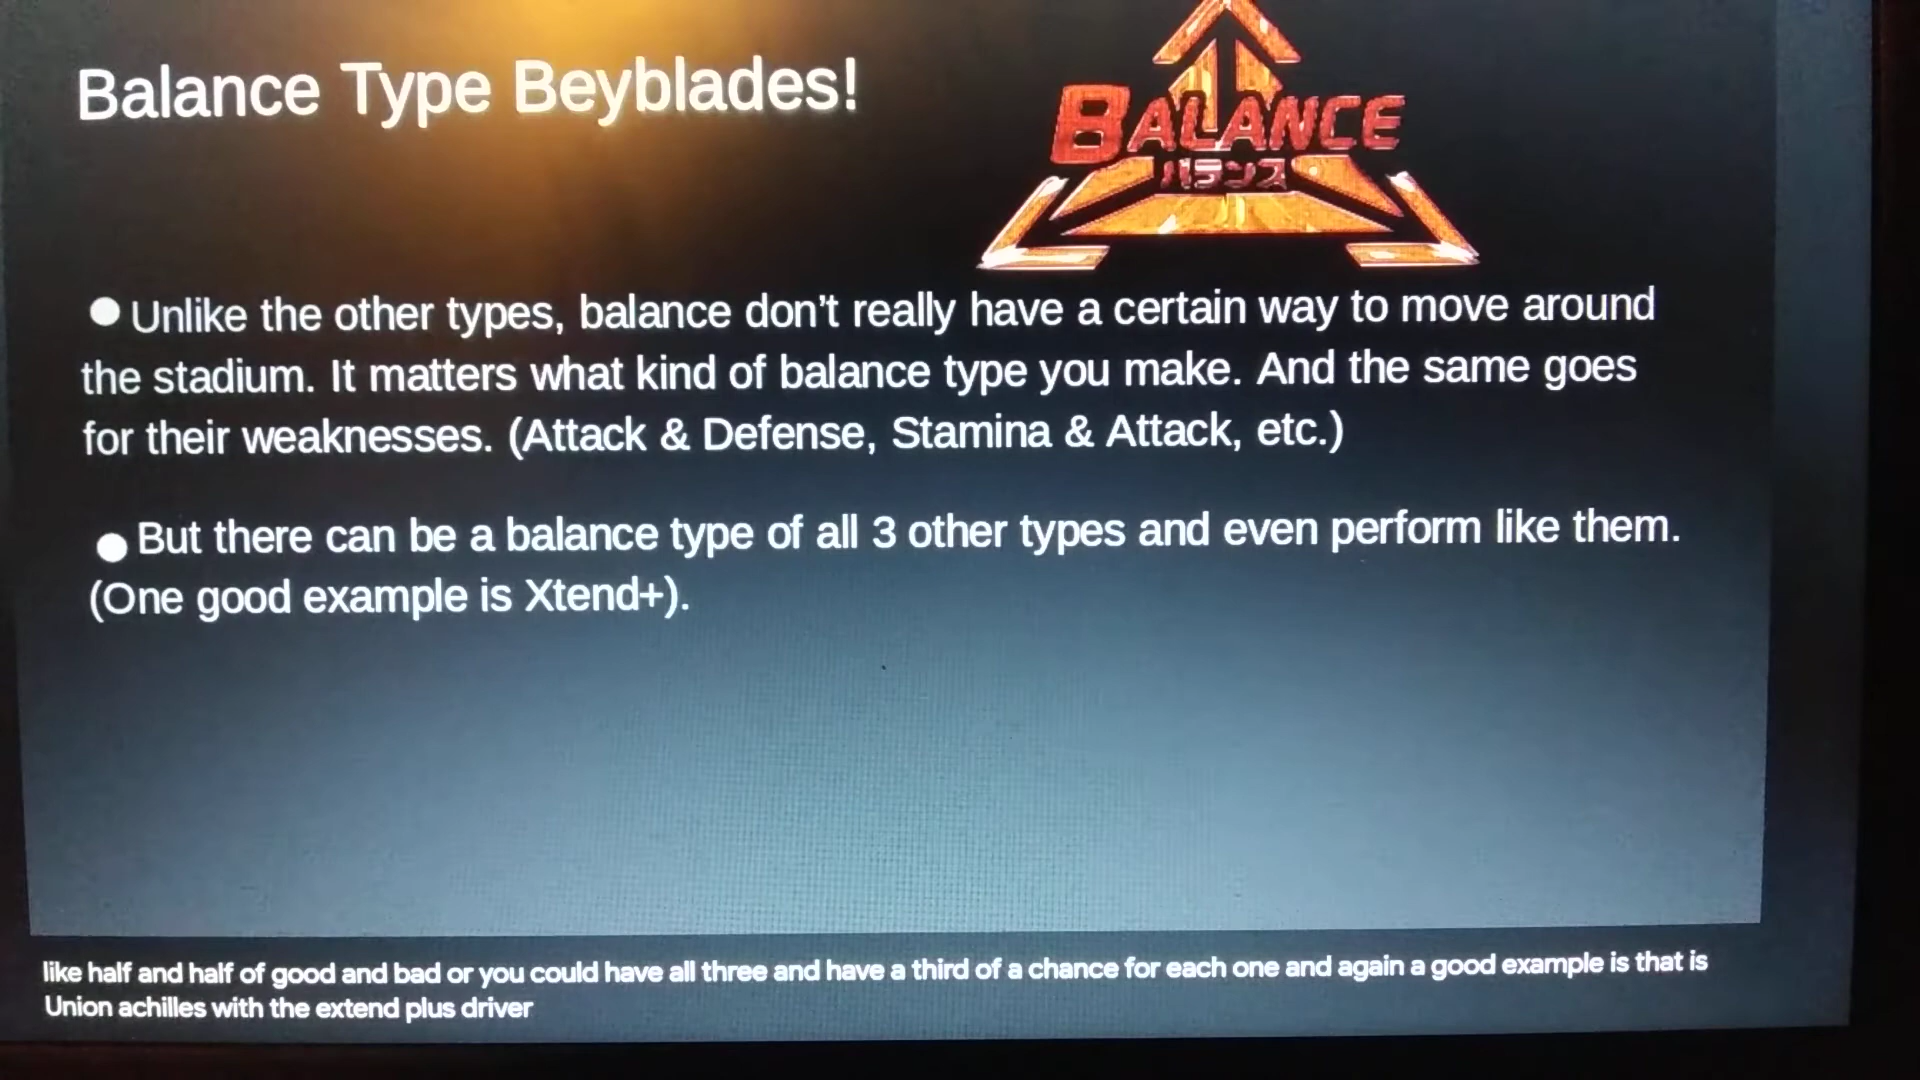 Balance Type Beyblades!
BALANCE
バランス
● Unlike the other types, balance don't really have a certain way to move around
the stadium. It matters what kind of balance type you make. And the same goes
for their weaknesses. (Attack & Defense, Stamina & Attack, etc.)
● But there can be a balance type of all 3 other types and even perform like them.
(One good example is Xtend+).
like half and half of good and bad or you could have all three and have a third of a chance for each one and again a good example is that is
Union achilles with the extend plus driver